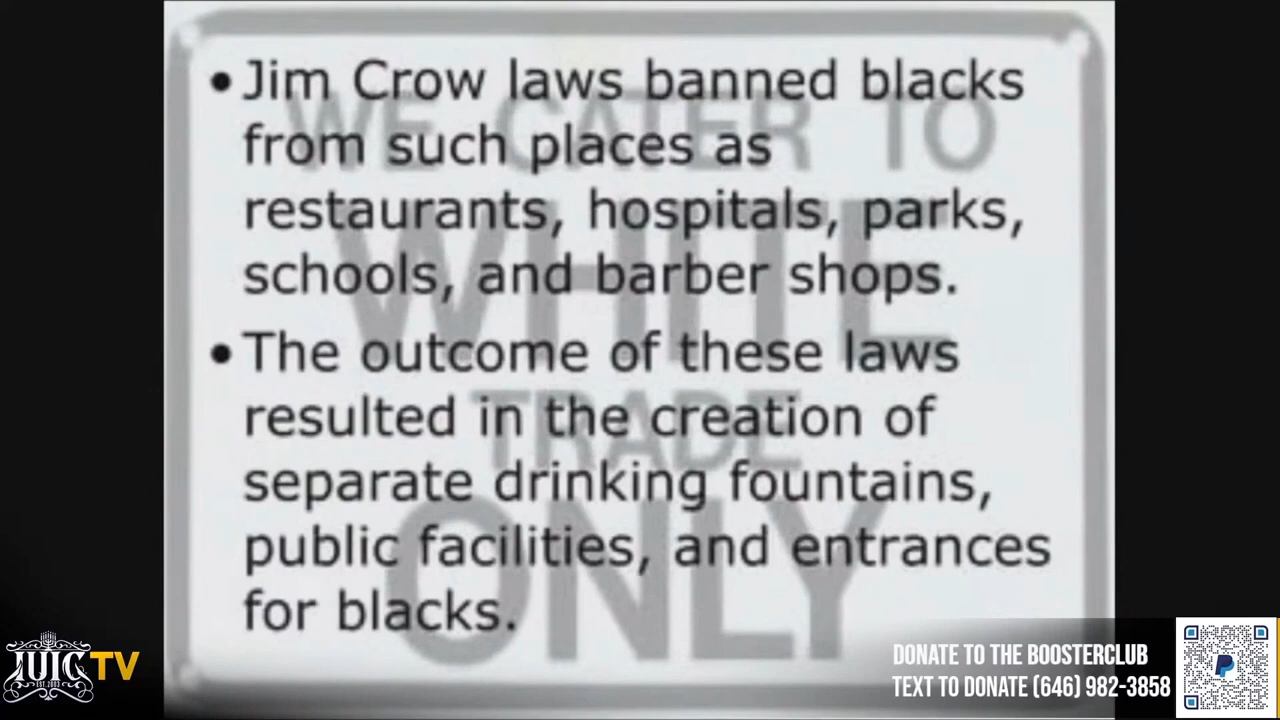 • Jim Crow laws banned blacks
from such places as
restaurants, hospitals, parks,
schools, and barber shops.
• The outcome of these laws
resulted in the creation of
separate drinking fountains,
public facilities, and entrances
for blacks.
WE CATER TO
WHITE
TRADE
ONLY
IUIC TV
EST. 2003
DONATE TO THE BOOSTERCLUB
TEXT TO DONATE (646) 982-3858